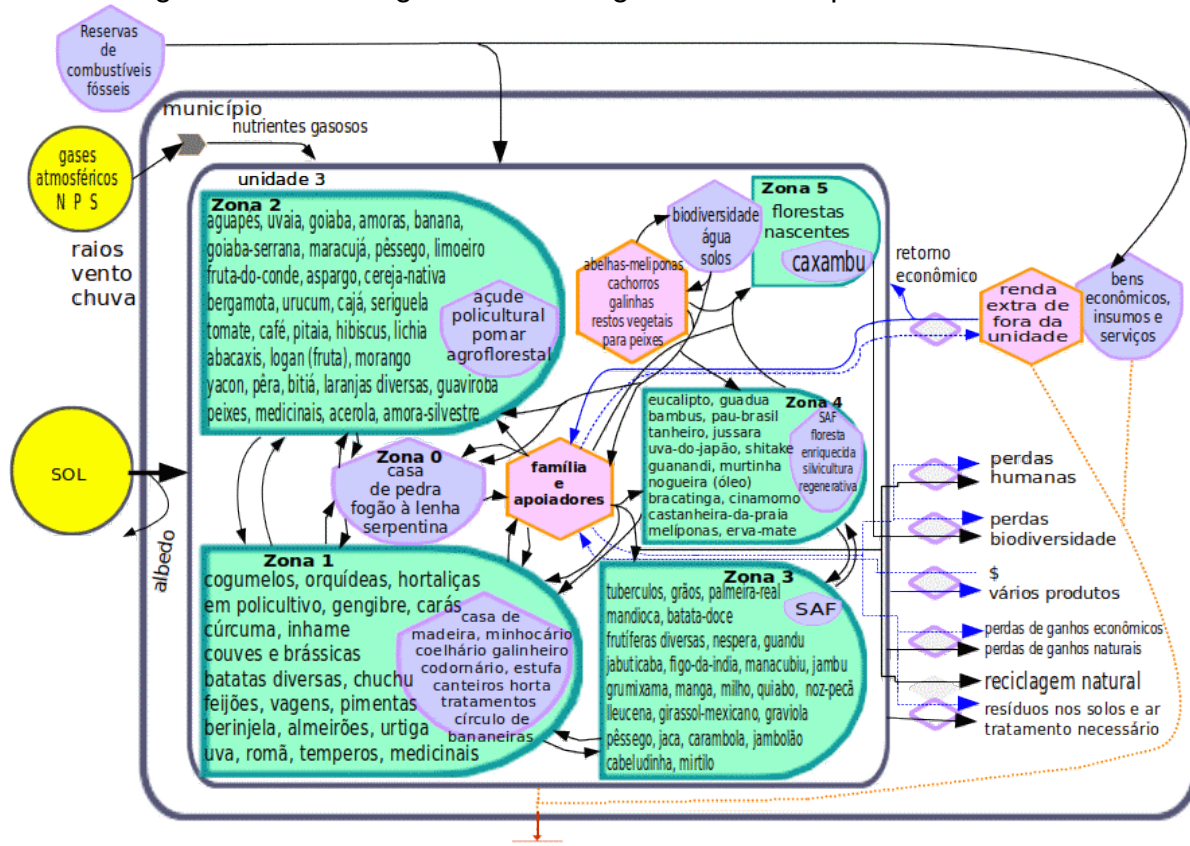 Reservas
de
combustíveis
fósseis
município
nutrientes gasosos
gases
atmosféricos
N P S
raios
vento
chuva
SOL
albedo
unidade 3
Zona 2
aguapés, uvaia, goiaba, amoras, banana,
goiaba-serrana, maracujá, pêssego, limoeiro
fruta-do-conde, aspargo, cereja-nativa
bergamota, urucum, cajá, seriguela
tomate, café, pitaia, hibiscus, lichia
abacaxis, logan (fruta), morango
yacon, pêra, bitiá, laranjas diversas, guaviroba
peixes, medicinais, acerola, amora-silvestre
açude
policultural
pomar
agroflorestal
abelhas-meliponas
cachorros
galinhas
restos vegetais
para peixes
biodiversidade
água
solos
Zona 5
florestas
nascentes
caxambu
retorno
econômico
renda
extra de
fora da
unidade
bens
econômicos,
insumos e
serviços
Zona 0
casa
de pedra
fogão à lenha
serpentina
família
e
apoiadores
Zona 4
eucalipto, guadua
bambus, pau-brasil
tanheiro, jussara
uva-do-japão, shitake
guanandi, murtinha
nogueira (óleo)
bracatinga, cinamomo
castanheira-da-praia
melíponas, erva-mate
SAF
floresta
enriquecida
silvicultura
regenerativa
Zona 1
cogumelos, orquídeas, hortaliças
em policultivo, gengibre, carás
cúrcuma, inhame
couves e brássicas
batatas diversas, chuchu
feijões, vagens, pimentas
berinjela, almeirões, urtiga
uva, romã, temperos, medicinais
casa de
madeira, minhocário
coelhário galinheiro
codornário, estufa
canteiros horta
tratamentos
círculo de
bananeiras
Zona 3
tuberculos, grãos, palmeira-real
mandioca, batata-doce
frutíferas diversas, nespera, guandu
jabuticaba, figo-da-índia, manacubiu, jambu
grumixama, manga, milho, quiabo, noz-pecã
lleucena, girassol-mexicano, graviola
pêssego, jaca, carambola, jambolão
cabeludinha, mirtilo
SAF
perdas
humanas
perdas
biodiversidade
$
vários produtos
perdas de ganhos econômicos
perdas de ganhos naturais
reciclagem natural
resíduos nos solos e ar
tratamento necessário